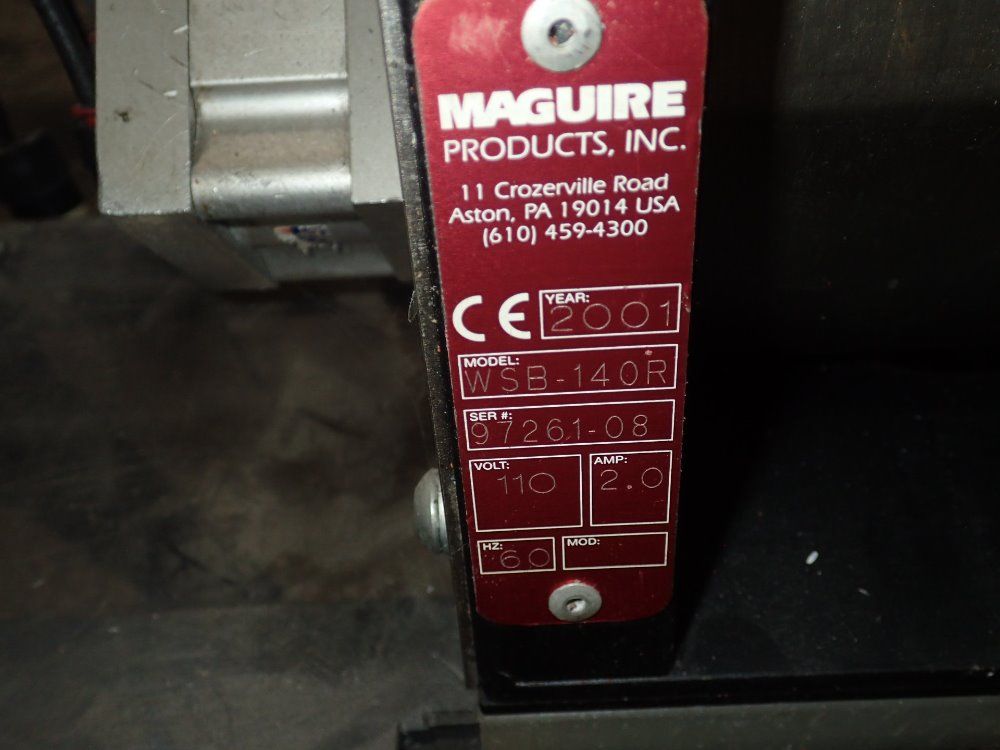 MAGUIRE
PRODUCTS, INC.
11 Crozerville Road
Aston, PA 19014 USA
(610) 459-4300
CE YEAR: 2001
MODEL: WSB-140R
SER #: 97261-08
VOLT: 110 AMP: 2.0
HZ: 60 MOD: